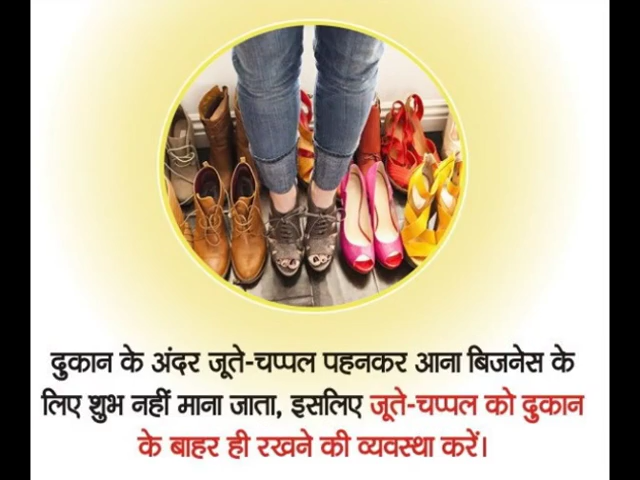 दुकान के अंदर जूते-चप्पल पहनकर आना बिजनेस के
लिए शुभ नहीं माना जाता, इसलिए जूते-चप्पल को दुकान
के बाहर ही रखने की व्यवस्था करें।